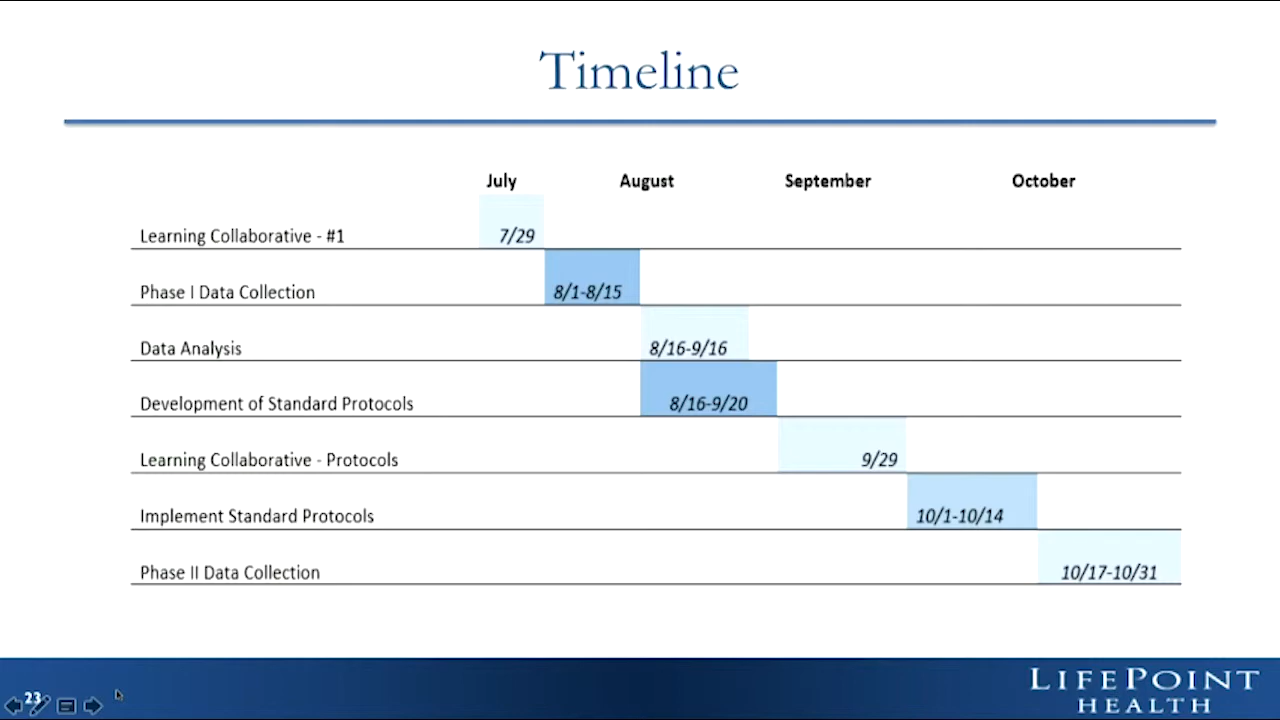 Timeline
July August September October
Learning Collaborative - #1 7/29
Phase I Data Collection 8/1-8/15
Data Analysis 8/16-9/16
Development of Standard Protocols 8/16-9/20
Learning Collaborative - Protocols 9/29
Implement Standard Protocols 10/1-10/14
Phase II Data Collection 10/17-10/31
23
LIFEPOINT
HEALTH